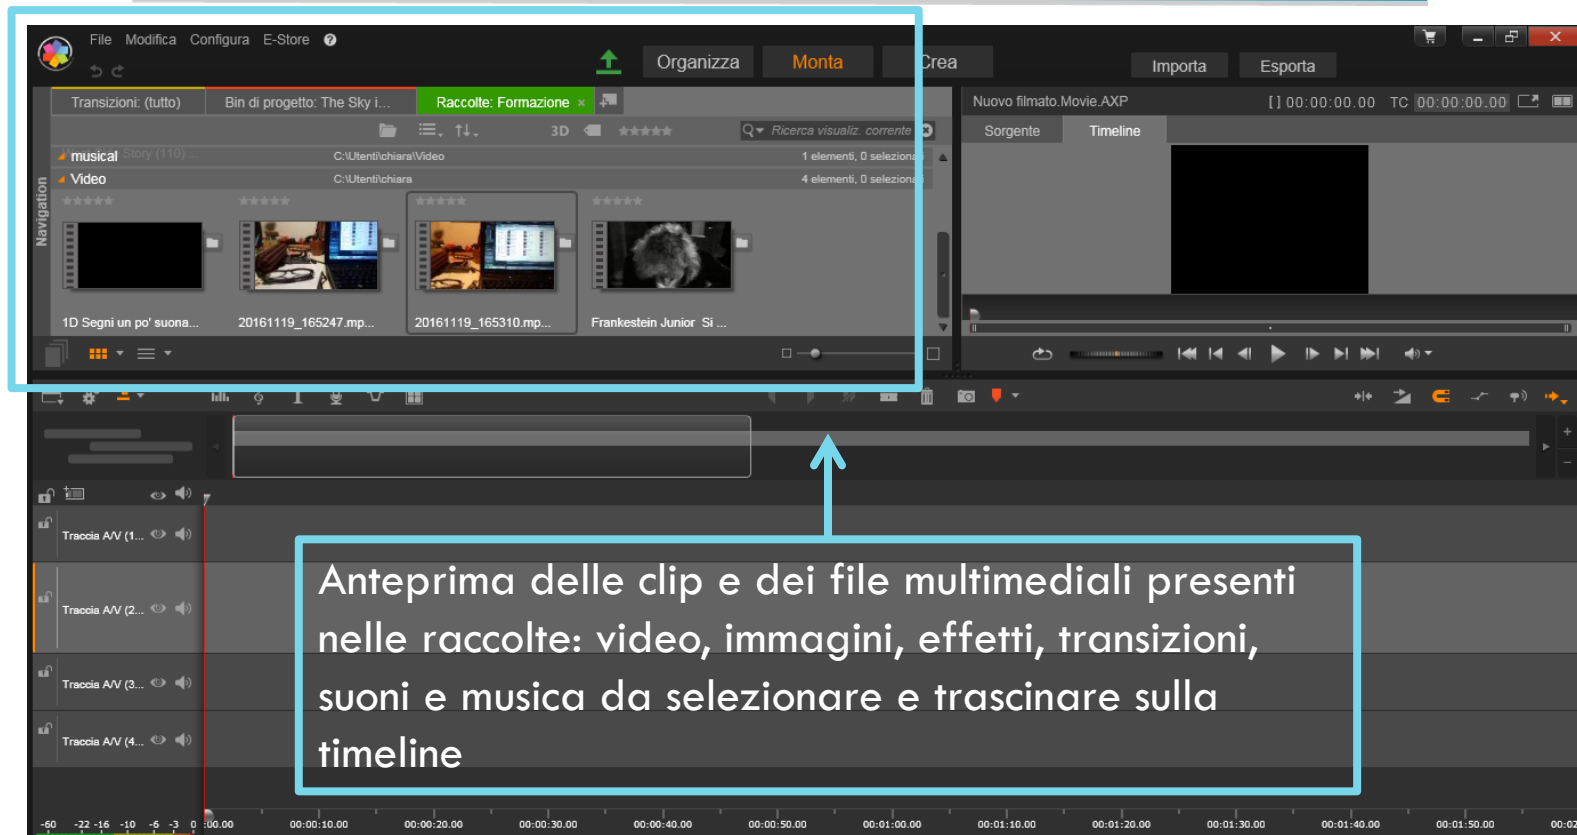 File Modifica Configura E-Store ?
Organizza Monta Crea
Importa Esporta
Transizioni: (tutto) Bin di progetto: The Sky i... Raccolte: Formazione ×
Nuovo filmato.Movie.AXP [ ] 00:00:00.00 TC 00:00:00.00
3D Ricerca visualiz. corrente
Sorgente Timeline
Navigation
musical Story (110) ... C:\Utenti\chiara\Video 1 elementi, 0 selezionati
Video C:\Utenti\chiara 4 elementi, 0 selezionati
1D Segni un po' suona... 20161119_165247.mp... 20161119_165310.mp... Frankestein Junior Si ...
Traccia A/V (1...
Traccia A/V (2...
Traccia A/V (3...
Traccia A/V (4...
Anteprima delle clip e dei file multimediali presenti
nelle raccolte: video, immagini, effetti, transizioni,
suoni e musica da selezionare e trascinare sulla
timeline
-60 -22 -16 -10 -6 -3 0 :00.00 00:00:10.00 00:00:20.00 00:00:30.00 00:00:40.00 00:00:50.00 00:01:00.00 00:01:10.00 00:01:20.00 00:01:30.00 00:01:40.00 00:01:50.00 00:02